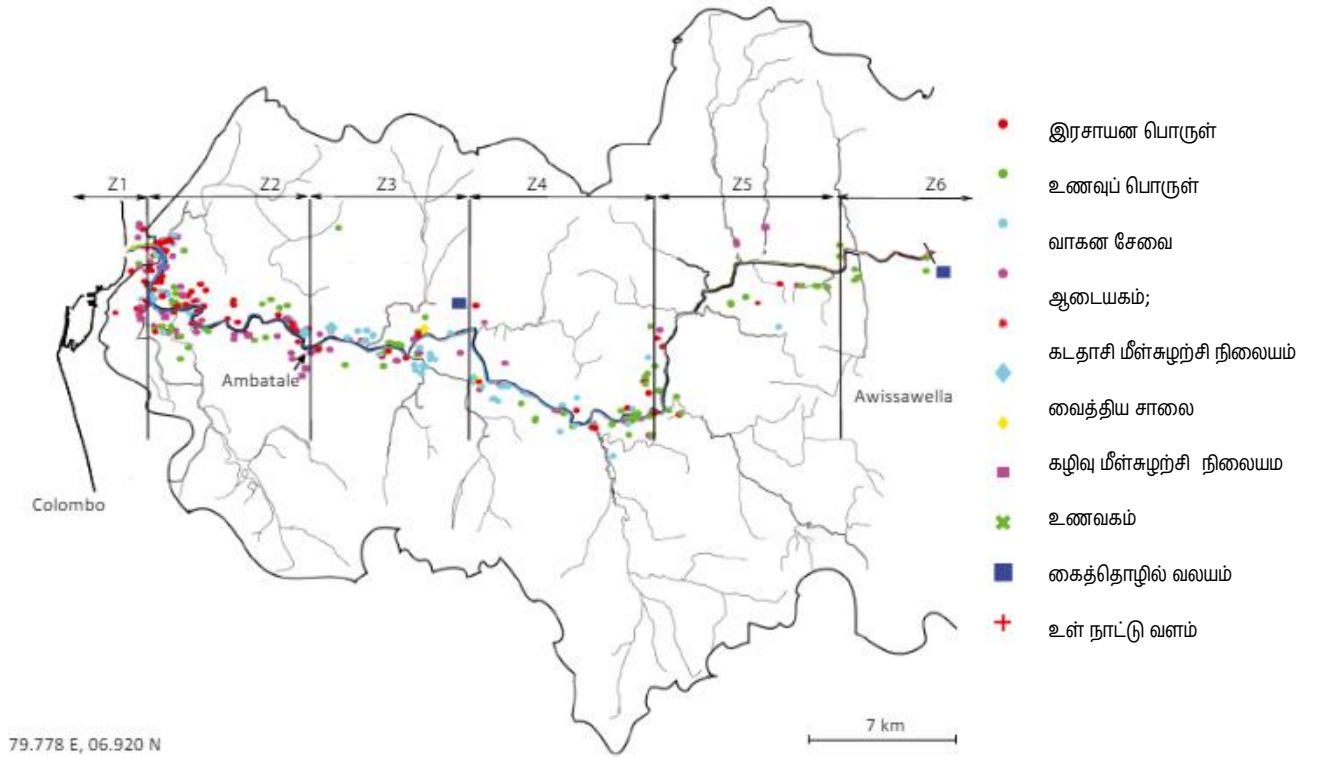 Z1
Z2
Z3
Z4
Z5
Z6
Ambatale
Awissawella
Colombo
7 km
79.778 E, 06.920 N
இரசாயன பொருள்
உணவுப் பொருள்
வாகன சேவை
ஆடையகம்;
கடதாசி மீள்சுழற்சி நிலையம்
வைத்திய சாலை
கழிவு மீள்சுழற்சி நிலையம
உணவகம்
கைத்தொழில் வலயம்
உள் நாட்டு வளம்